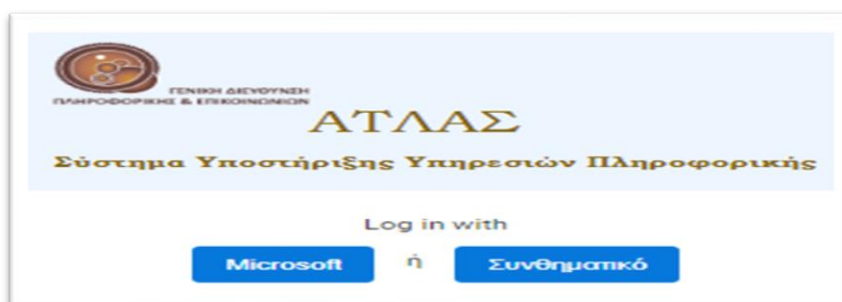 ΓΕΝΙΚΗ ΔΙΕΥΘΥΝΣΗ
ΠΛΗΡΟΦΟΡΙΚΗΣ & ΕΠΙΚΟΙΝΩΝΙΩΝ
ΑΤΛΑΣ
Σύστημα Υποστήριξης Υπηρεσιών Πληροφορικής
Log in with
Microsoft ή Συνθηματικό